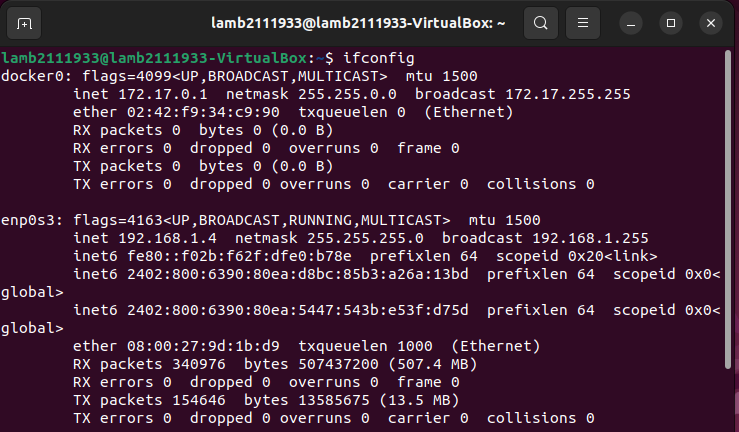 lamb2111933@lamb2111933-VirtualBox: ~
lamb2111933@lamb2111933-VirtualBox:~$ ifconfig
docker0: flags=4099<UP,BROADCAST,MULTICAST>  mtu 1500
        inet 172.17.0.1  netmask 255.255.0.0  broadcast 172.17.255.255
        ether 02:42:f9:34:c9:90  txqueuelen 0  (Ethernet)
        RX packets 0  bytes 0 (0.0 B)
        RX errors 0  dropped 0  overruns 0  frame 0
        TX packets 0  bytes 0 (0.0 B)
        TX errors 0  dropped 0 overruns 0  carrier 0  collisions 0

enp0s3: flags=4163<UP,BROADCAST,RUNNING,MULTICAST>  mtu 1500
        inet 192.168.1.4  netmask 255.255.255.0  broadcast 192.168.1.255
        inet6 fe80::f02b:f62f:dfe0:b78e  prefixlen 64  scopeid 0x20<link>
        inet6 2402:800:6390:80ea:d8bc:85b3:a26a:13bd  prefixlen 64  scopeid 0x0<
global>
        inet6 2402:800:6390:80ea:5447:543b:e53f:d75d  prefixlen 64  scopeid 0x0<
global>
        ether 08:00:27:9d:1b:d9  txqueuelen 1000  (Ethernet)
        RX packets 340976  bytes 507437200 (507.4 MB)
        RX errors 0  dropped 0  overruns 0  frame 0
        TX packets 154646  bytes 13585675 (13.5 MB)
        TX errors 0  dropped 0 overruns 0  carrier 0  collisions 0